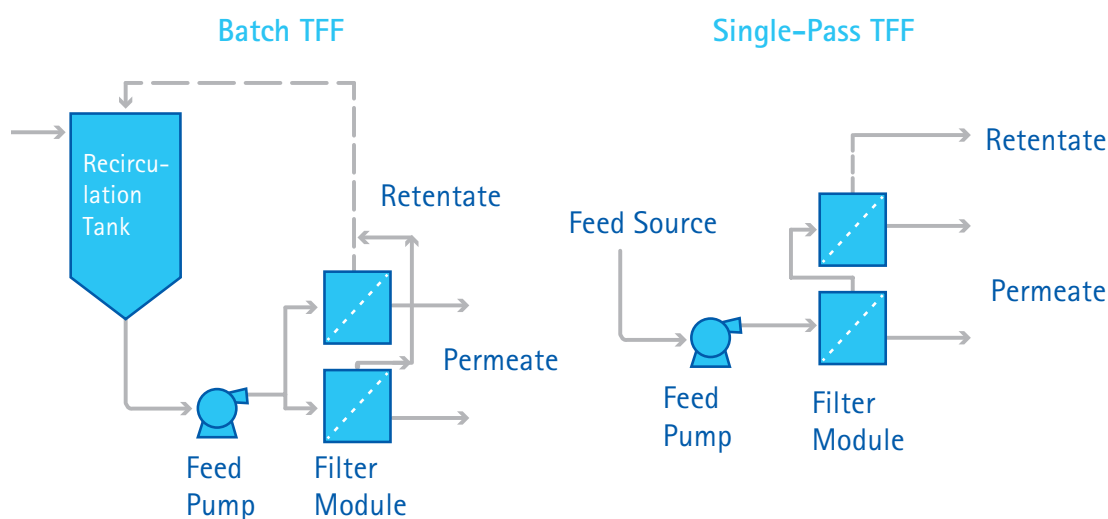 Batch TFF
Recircu-
lation
Tank
Retentate
Permeate
Feed
Pump
Filter
Module
Single-Pass TFF
Feed Source
Retentate
Permeate
Feed
Pump
Filter
Module